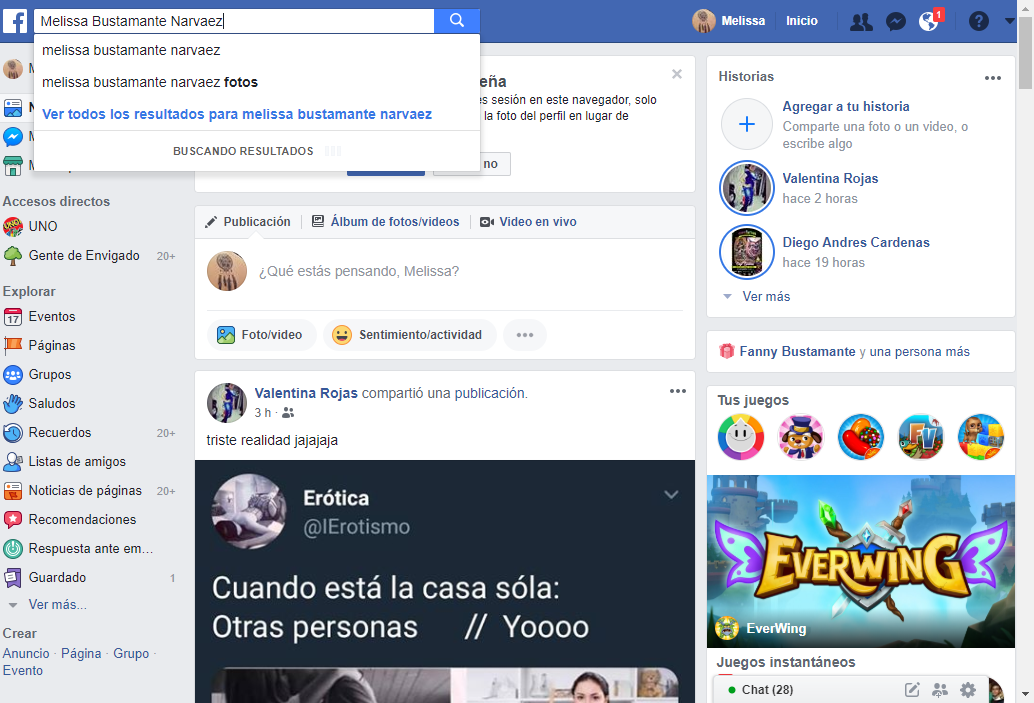 Melissa Bustamante Narvaez
Melissa
Inicio
1
melissa bustamante narvaez
melissa bustamante narvaez fotos
Ver todos los resultados para melissa bustamante narvaez
BUSCANDO RESULTADOS
Accesos directos
UNO
Gente de Envigado 20+
Explorar
Eventos
Páginas
Grupos
Saludos
Recuerdos 20+
Listas de amigos
Noticias de páginas 20+
Recomendaciones
Respuesta ante em...
Guardado 1
Ver más...
Crear
Anuncio · Página · Grupo ·
Evento
eña
es sesión en este navegador, solo
la foto del perfil en lugar de
no
Publicación
Álbum de fotos/videos
Video en vivo
¿Qué estás pensando, Melissa?
Foto/video
Sentimiento/actividad
Valentina Rojas compartió una publicación.
3 h ·
triste realidad jajajaja
Erótica
@IErotismo
Cuando está la casa sóla:
Otras personas // Yoooo
Historias
Agregar a tu historia
Comparte una foto o un video, o
escribe algo
Valentina Rojas
hace 2 horas
Diego Andres Cardenas
hace 19 horas
Ver más
Fanny Bustamante y una persona más
Tus juegos
EVERWING
EverWing
Juegos instantáneos
Chat (28)